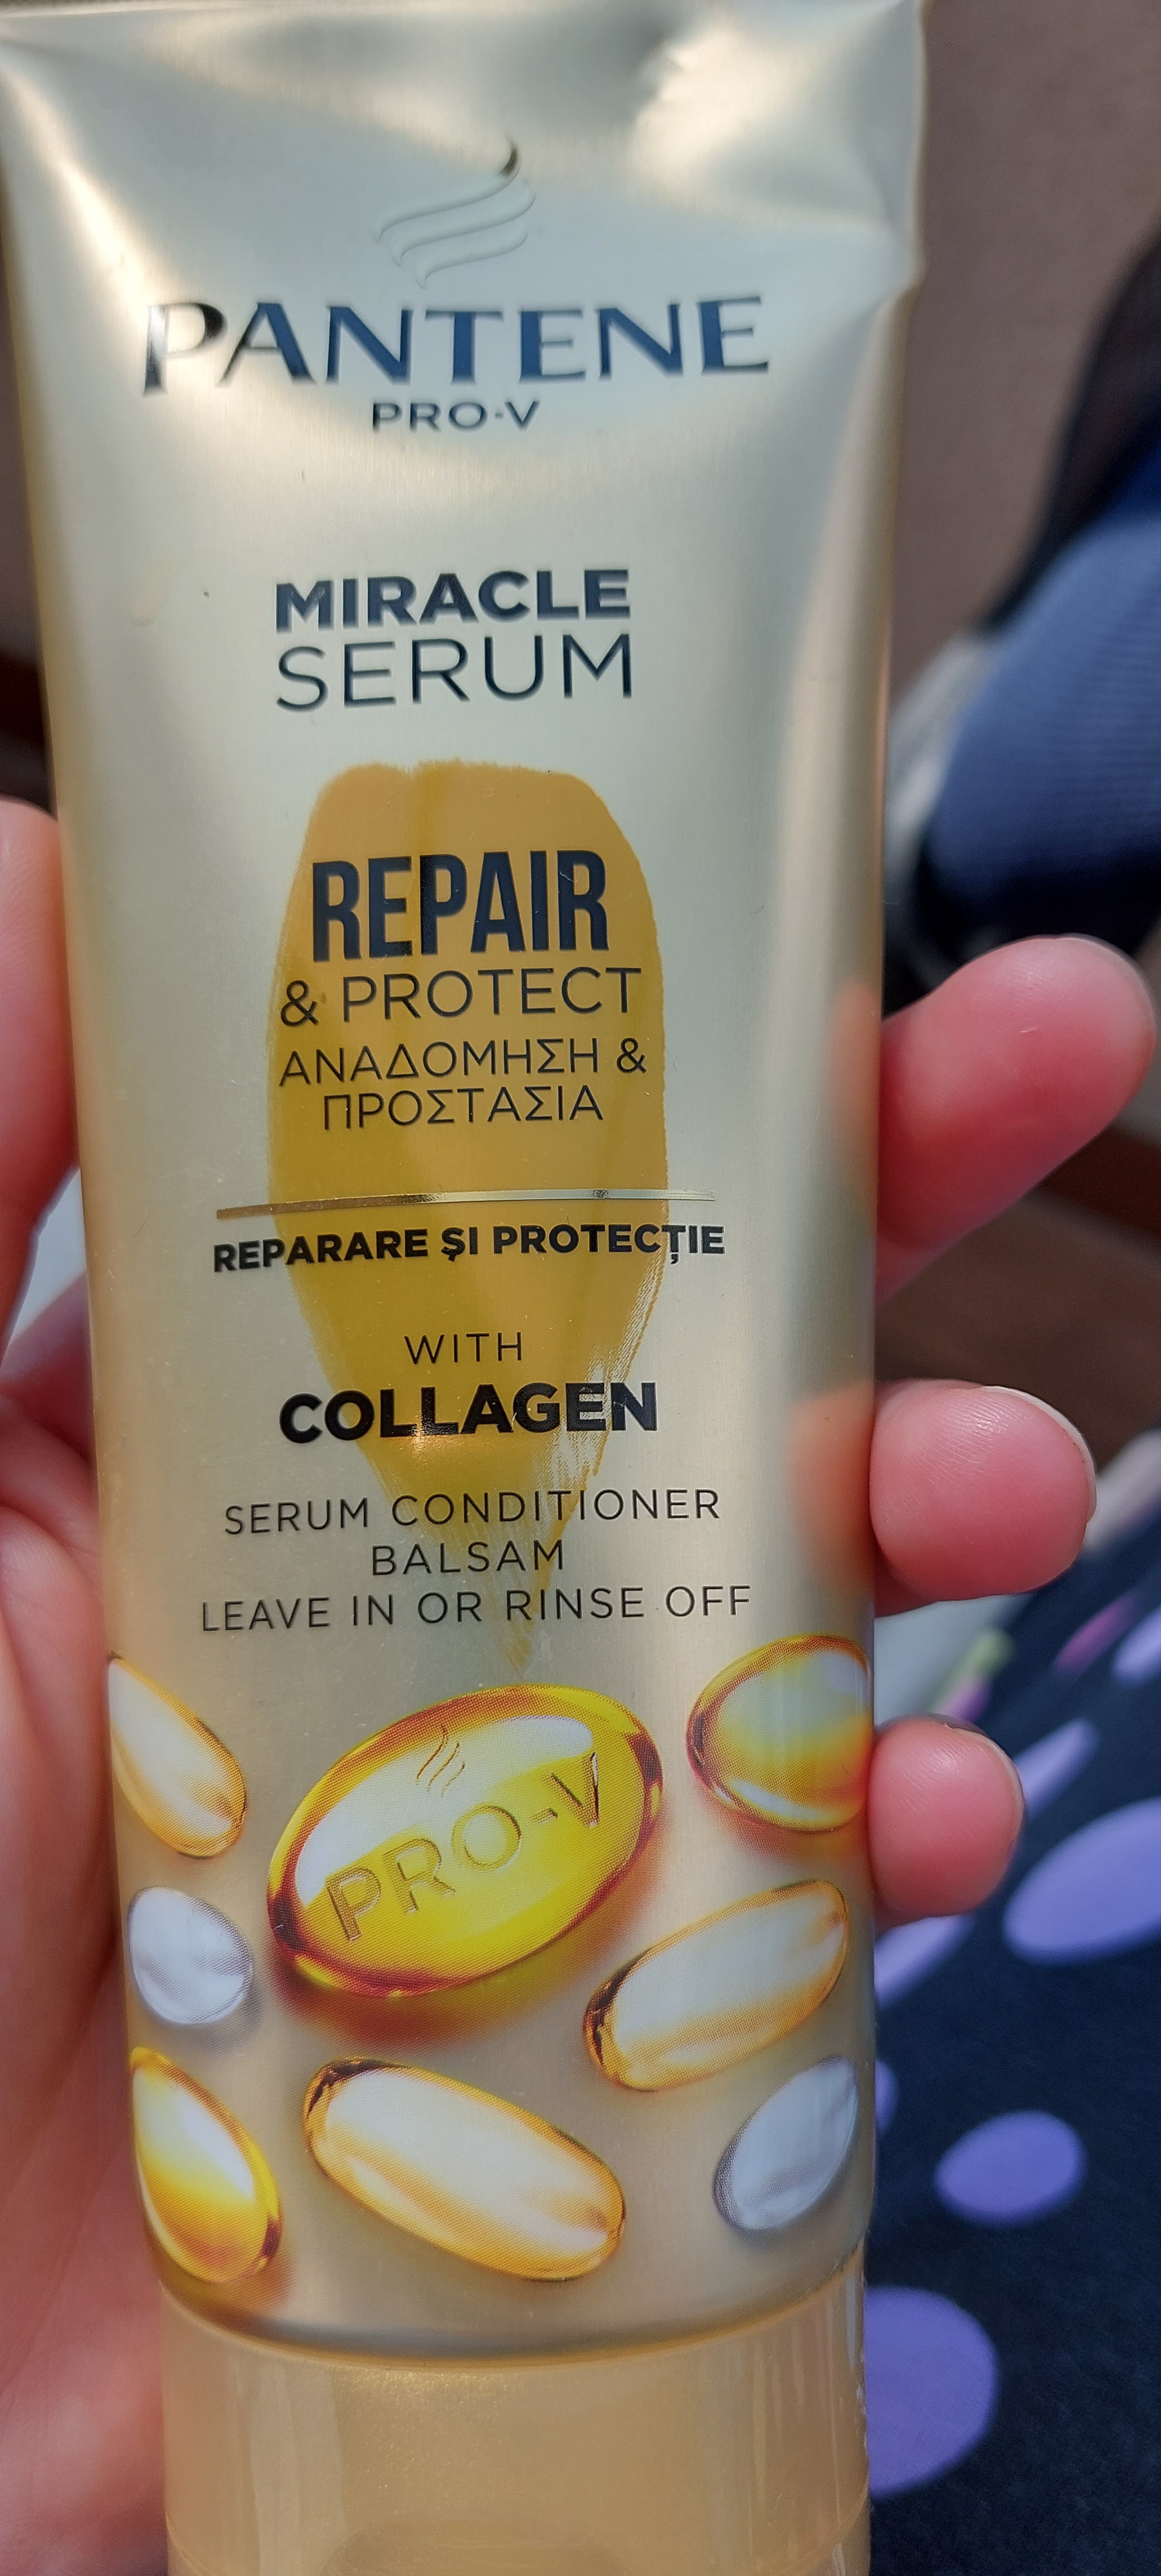 PANTENE
PRO-V
MIRACLE
SERUM
REPAIR
& PROTECT
ΑΝΑΔΟΜΗΣΗ &
ΠΡΟΣΤΑΣΙΑ
REPARARE ŞI PROTECȚIE
WITH
COLLAGEN
SERUM CONDITIONER
BALSAM
LEAVE IN OR RINSE OFF
PRO-V